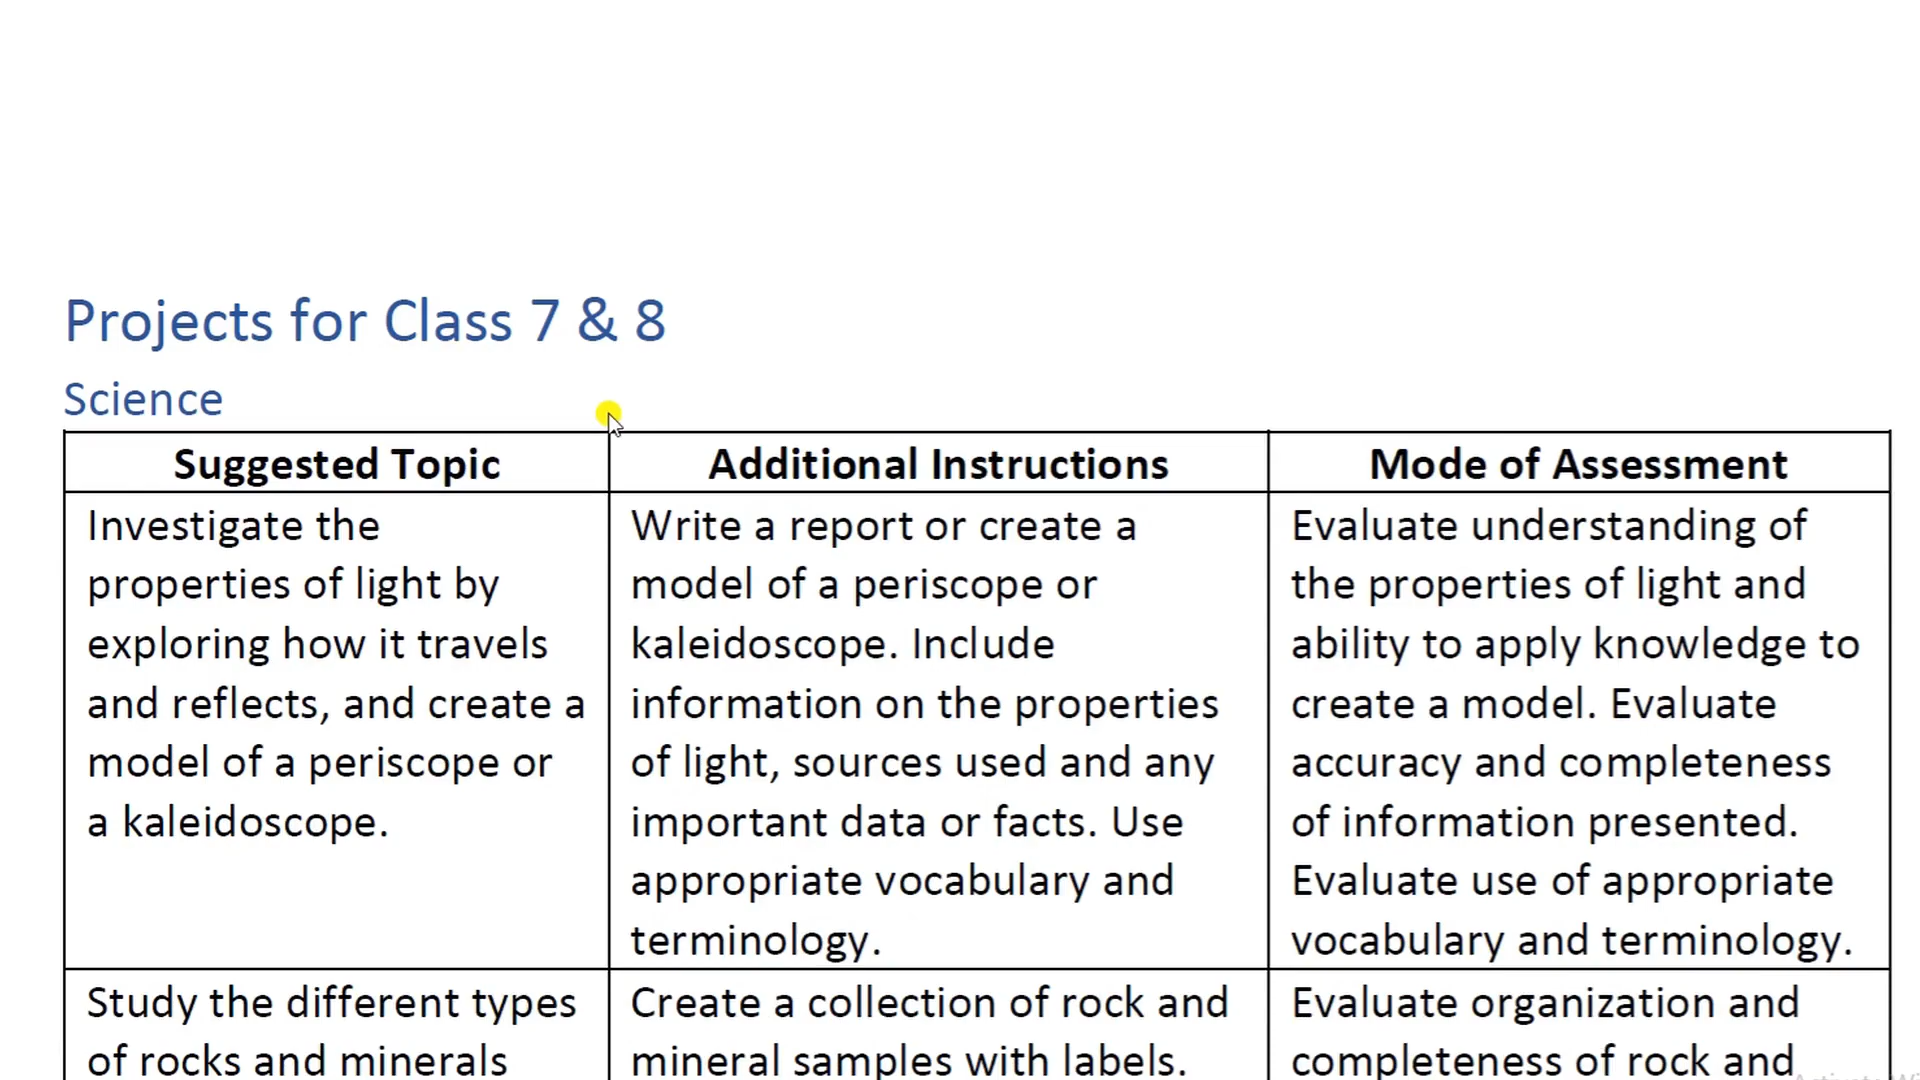 Projects for Class 7 & 8
Science
Suggested Topic
Additional Instructions
Mode of Assessment
Investigate the
properties of light by
exploring how it travels
and reflects, and create a
model of a periscope or
a kaleidoscope.
Write a report or create a
model of a periscope or
kaleidoscope. Include
information on the properties
of light, sources used and any
important data or facts. Use
appropriate vocabulary and
terminology.
Evaluate understanding of
the properties of light and
ability to apply knowledge to
create a model. Evaluate
accuracy and completeness
of information presented.
Evaluate use of appropriate
vocabulary and terminology.
Study the different types
of rocks and minerals
Create a collection of rock and
mineral samples with labels.
Evaluate organization and
completeness of rock and